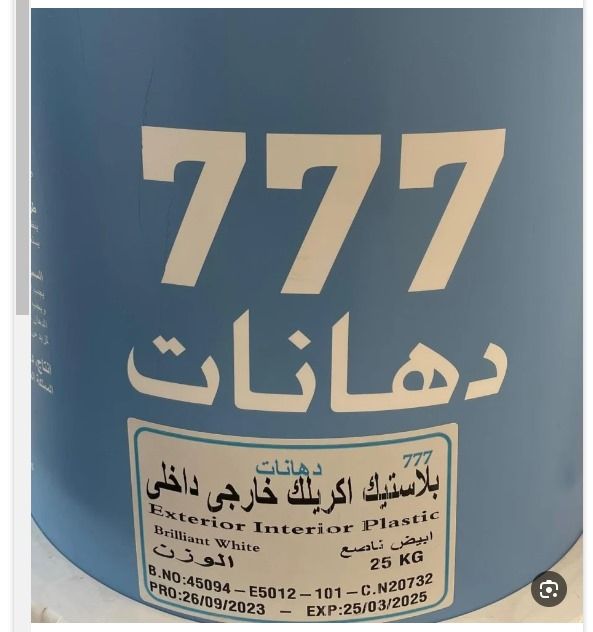 777
دهانات
777 دهانات
بلاستيك اكريلك خارجى داخلى
Exterior Interior Plastic
Brilliant White ابيض ناصع
الوزن 25 KG
B.NO:45094 – E5012 – 101 – C.N20732
PRO:26/09/2023 – EXP:25/03/2025